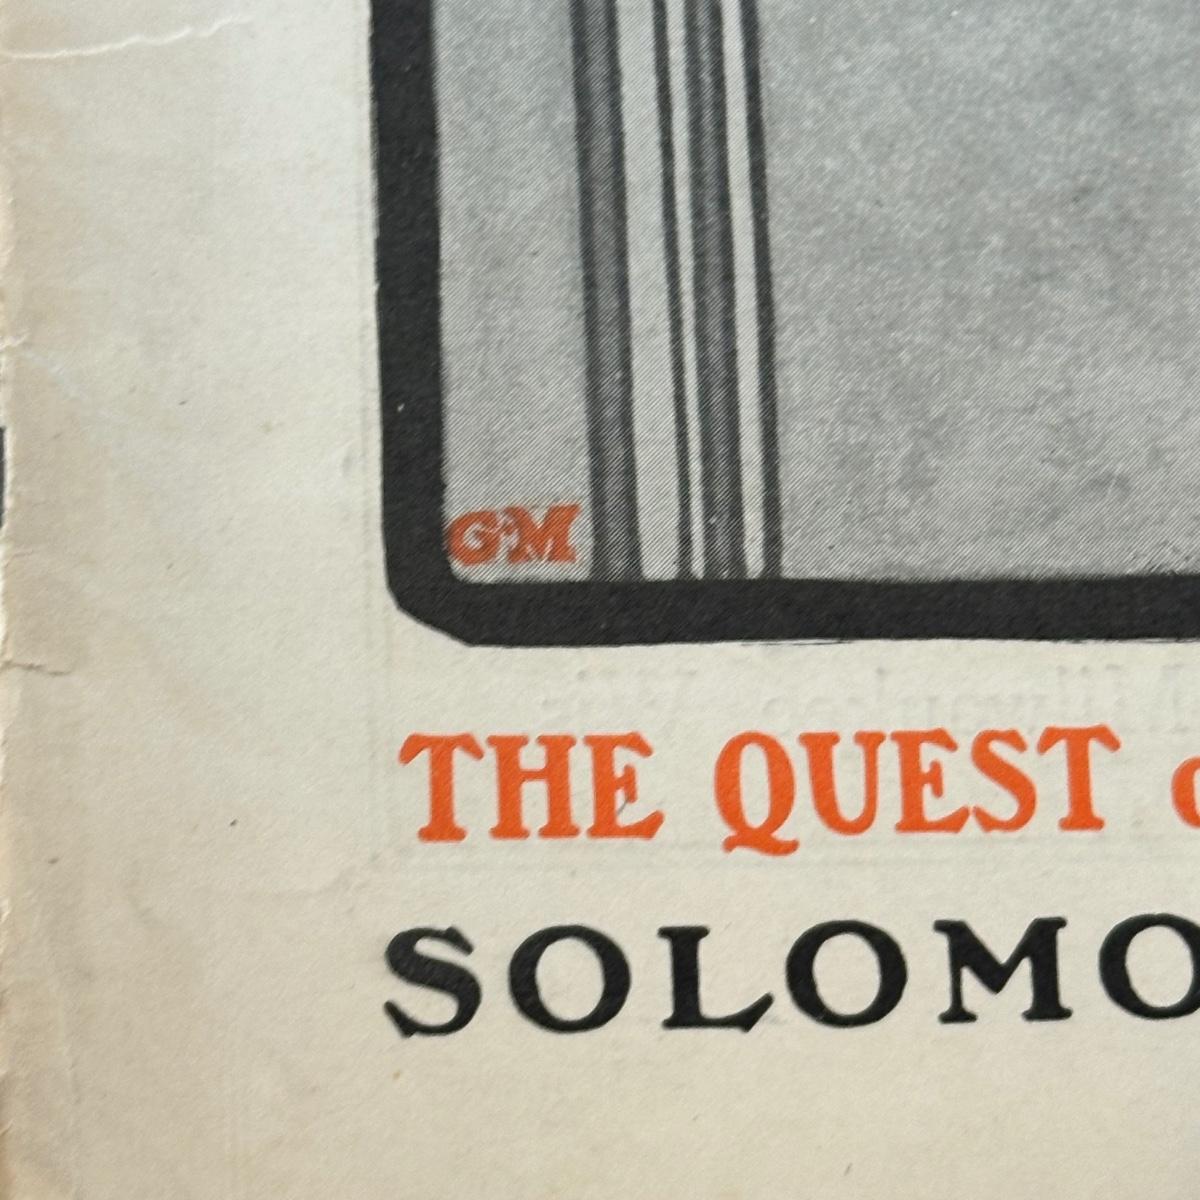 G·M
THE QUEST
SOLOMO